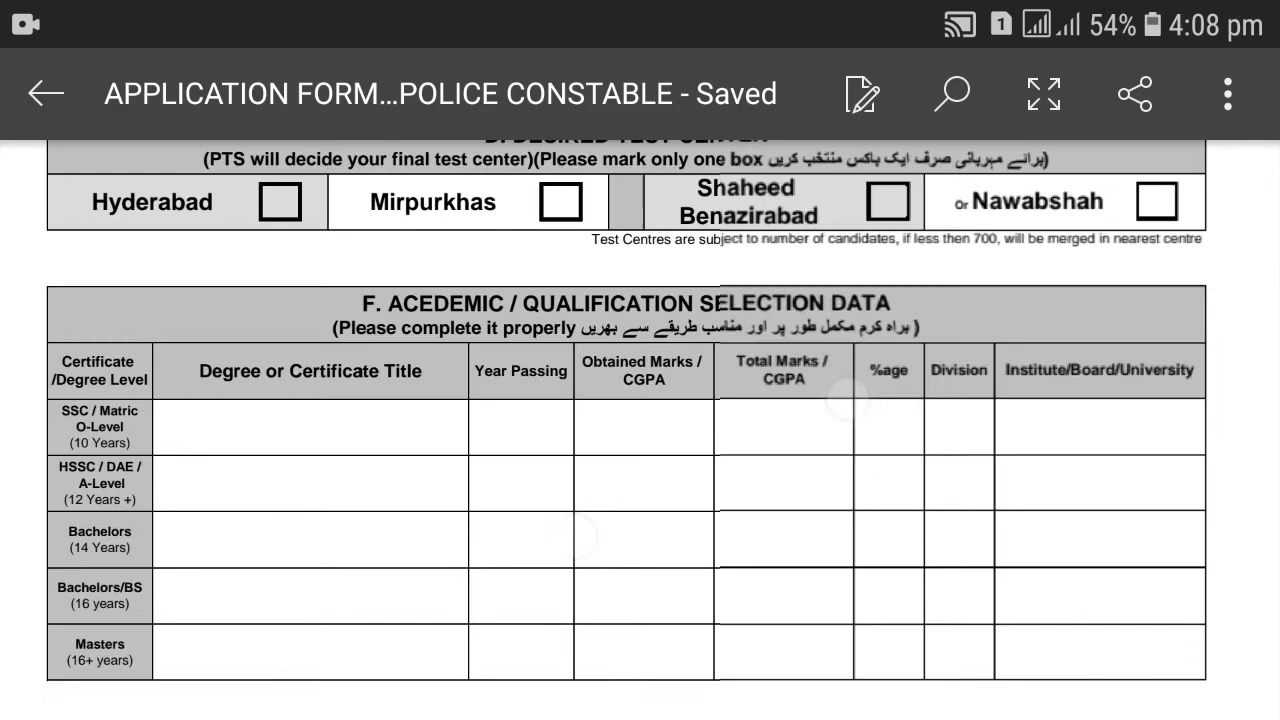 1 54% 4:08 pm
APPLICATION FORM...POLICE CONSTABLE - Saved
DESIRED TEST CENTER
(PTS will decide your final test center)(Please mark only one box برائے مہربانی صرف ایک باکس منتخب کریں)
Hyderabad Mirpurkhas Shaheed Benazirabad or Nawabshah
Test Centres are subject to number of candidates, if less then 700, will be merged in nearest centre
F. ACEDEMIC / QUALIFICATION SELECTION DATA
(Please complete it properly براہ کرم مکمل طور پر اور مناسب طریقے سے بھریں )
Certificate /Degree Level Degree or Certificate Title Year Passing Obtained Marks / CGPA Total Marks / CGPA %age Division Institute/Board/University
SSC / Matric
O-Level
(10 Years)
HSSC / DAE /
A-Level
(12 Years +)
Bachelors
(14 Years)
Bachelors/BS
(16 years)
Masters
(16+ years)